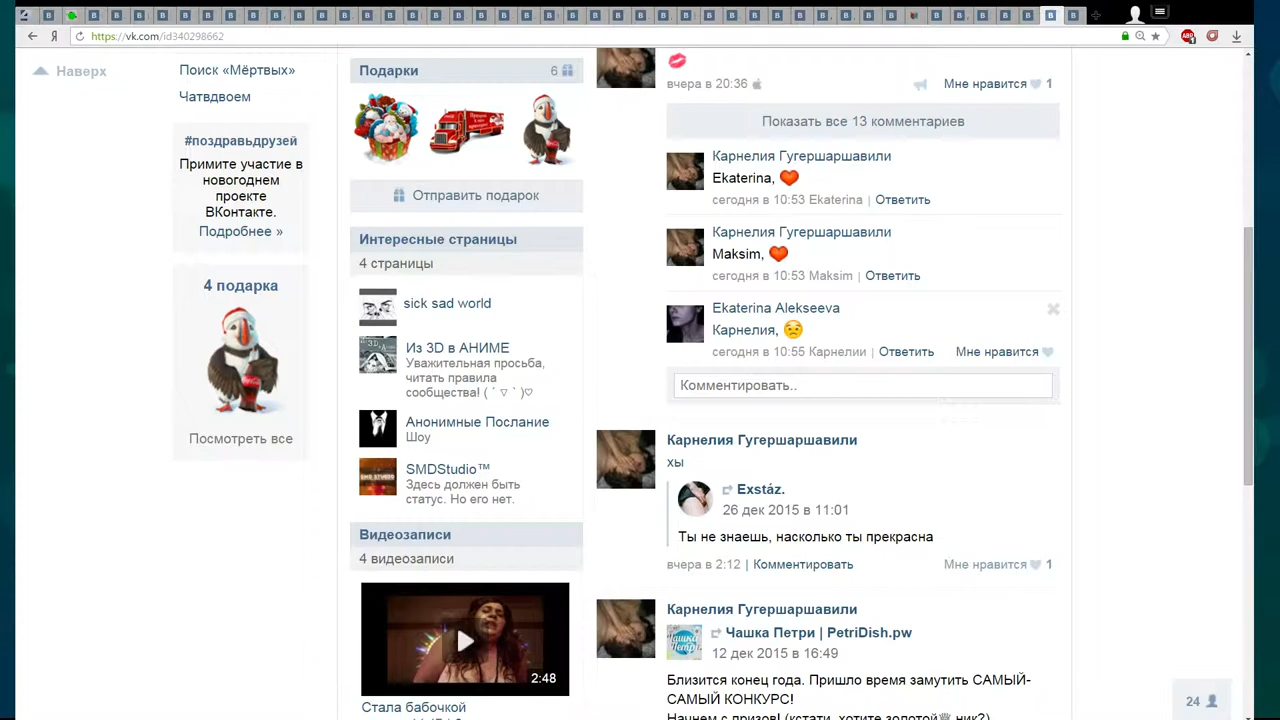 https://vk.com/id340298662
Наверх
Поиск «Мёртвых»
Чатвдвоем
#поздравьдрузей
Примите участие в
новогоднем
проекте
ВКонтакте.
Подробнее »
4 подарка
Посмотреть все
Подарки 6
Отправить подарок
Интересные страницы
4 страницы
sick sad world
Из 3D в АНИМЕ
Уважительная просьба,
читать правила
сообщества! ( ´ ▽ ` )♡
Анонимные Послание
Шоу
SMDStudio™
Здесь должен быть
статус. Но его нет.
Видеозаписи
4 видеозаписи
2:48
Стала бабочкой
вчера в 20:36 Мне нравится 1
Показать все 13 комментариев
Карнелия Гугершаршавили
Ekaterina,
сегодня в 10:53 Ekaterina | Ответить
Карнелия Гугершаршавили
Maksim,
сегодня в 10:53 Maksim | Ответить
Ekaterina Alekseeva
Карнелия,
сегодня в 10:55 Карнелии | Ответить Мне нравится
Комментировать..
Карнелия Гугершаршавили
хы
Exstáz.
26 дек 2015 в 11:01
Ты не знаешь, насколько ты прекрасна
вчера в 2:12 | Комментировать Мне нравится 1
Карнелия Гугершаршавили
Чашка Петри | PetriDish.pw
12 дек 2015 в 16:49
Близится конец года. Пришло время замутить САМЫЙ-
САМЫЙ КОНКУРС!
Начнем с призов! (кстати, хотите золотой ник?)
24